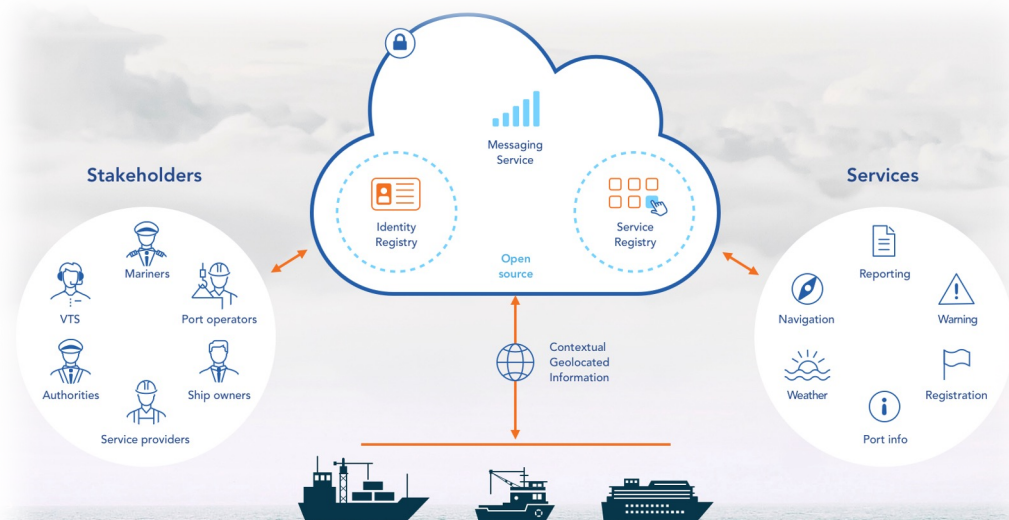 Messaging
Service
Stakeholders
Services
Identity
Registry
Service
Registry
Open
source
Mariners
VTS
Port operators
Authorities
Ship owners
Service providers
Contextual
Geolocated
Information
Reporting
Navigation
Warning
Weather
Registration
Port info